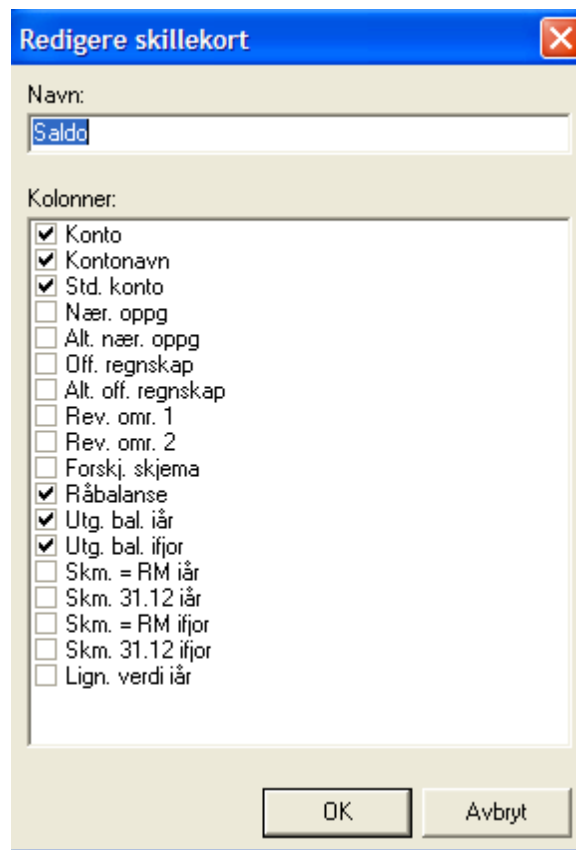 Redigere skillekort
Navn:
Saldo
Kolonner:
Konto
Kontonavn
Std. konto
Nær. oppg
Alt. nær. oppg
Off. regnskap
Alt. off. regnskap
Rev. omr. 1
Rev. omr. 2
Forskj. skjema
Råbalanse
Utg. bal. iår
Utg. bal. ifjor
Skm. = RM iår
Skm. 31.12 iår
Skm. = RM ifjor
Skm. 31.12 ifjor
Lign. verdi iår
OK Avbryt